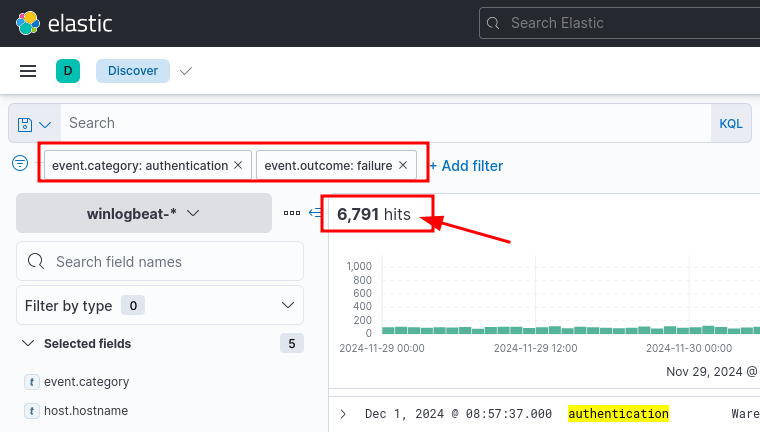 elastic
Search Elastic
D
Discover
Search
KQL
event.category: authentication ×
event.outcome: failure ×
+ Add filter
winlogbeat-*
6,791 hits
Search field names
Filter by type 0
Selected fields 5
t event.category
t host.hostname
1,000
800
600
400
200
0
2024-11-29 00:00
2024-11-29 12:00
2024-11-30 00:00
Nov 29, 2024 @
Dec 1, 2024 @ 08:57:37.000 authentication Ware